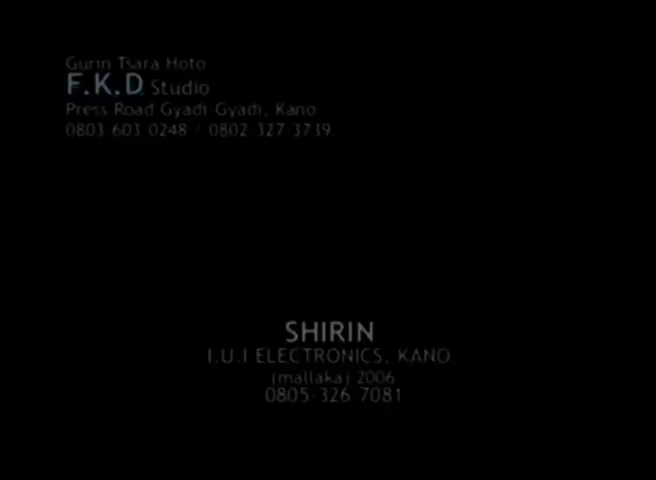 Gurin Tsara Hoto
F.K.D. Studio
Press Road Gyadi-Gyadi, Kano
0803 603 0248 / 0802 327 3739
SHIRIN
I.U.I ELECTRONICS, KANO.
(mallaka) 2006
0805-326 7081